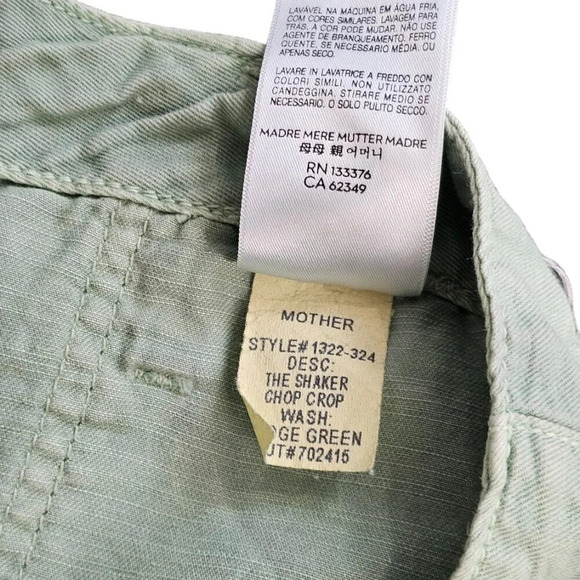 LAVÁVEL NA MÁQUINA EM ÁGUA FRIA,
COM CORES SIMILARES. LAVAGEM PARA
TRÁS, A COR PODE MUDAR. NÃO USE
AGENTE DE BRANQUEAMENTO. FERRO
QUENTE, SE NECESSÁRIO MÉDIA, OU
APENAS SECO.
LAVARE IN LAVATRICE A FREDDO CON
COLORI SIMILI. NON UTILIZZATO
CANDEGGINA. STIRARE MEDIO SE
NECESSARIO. O SOLO PULITO SECCO.
MADRE MERE MUTTER MADRE
母母 親 어머니
RN 133376
CA 62349
MOTHER
STYLE# 1322-324
DESC:
THE SHAKER
CHOP CROP
WASH:
GE GREEN
UT#702415